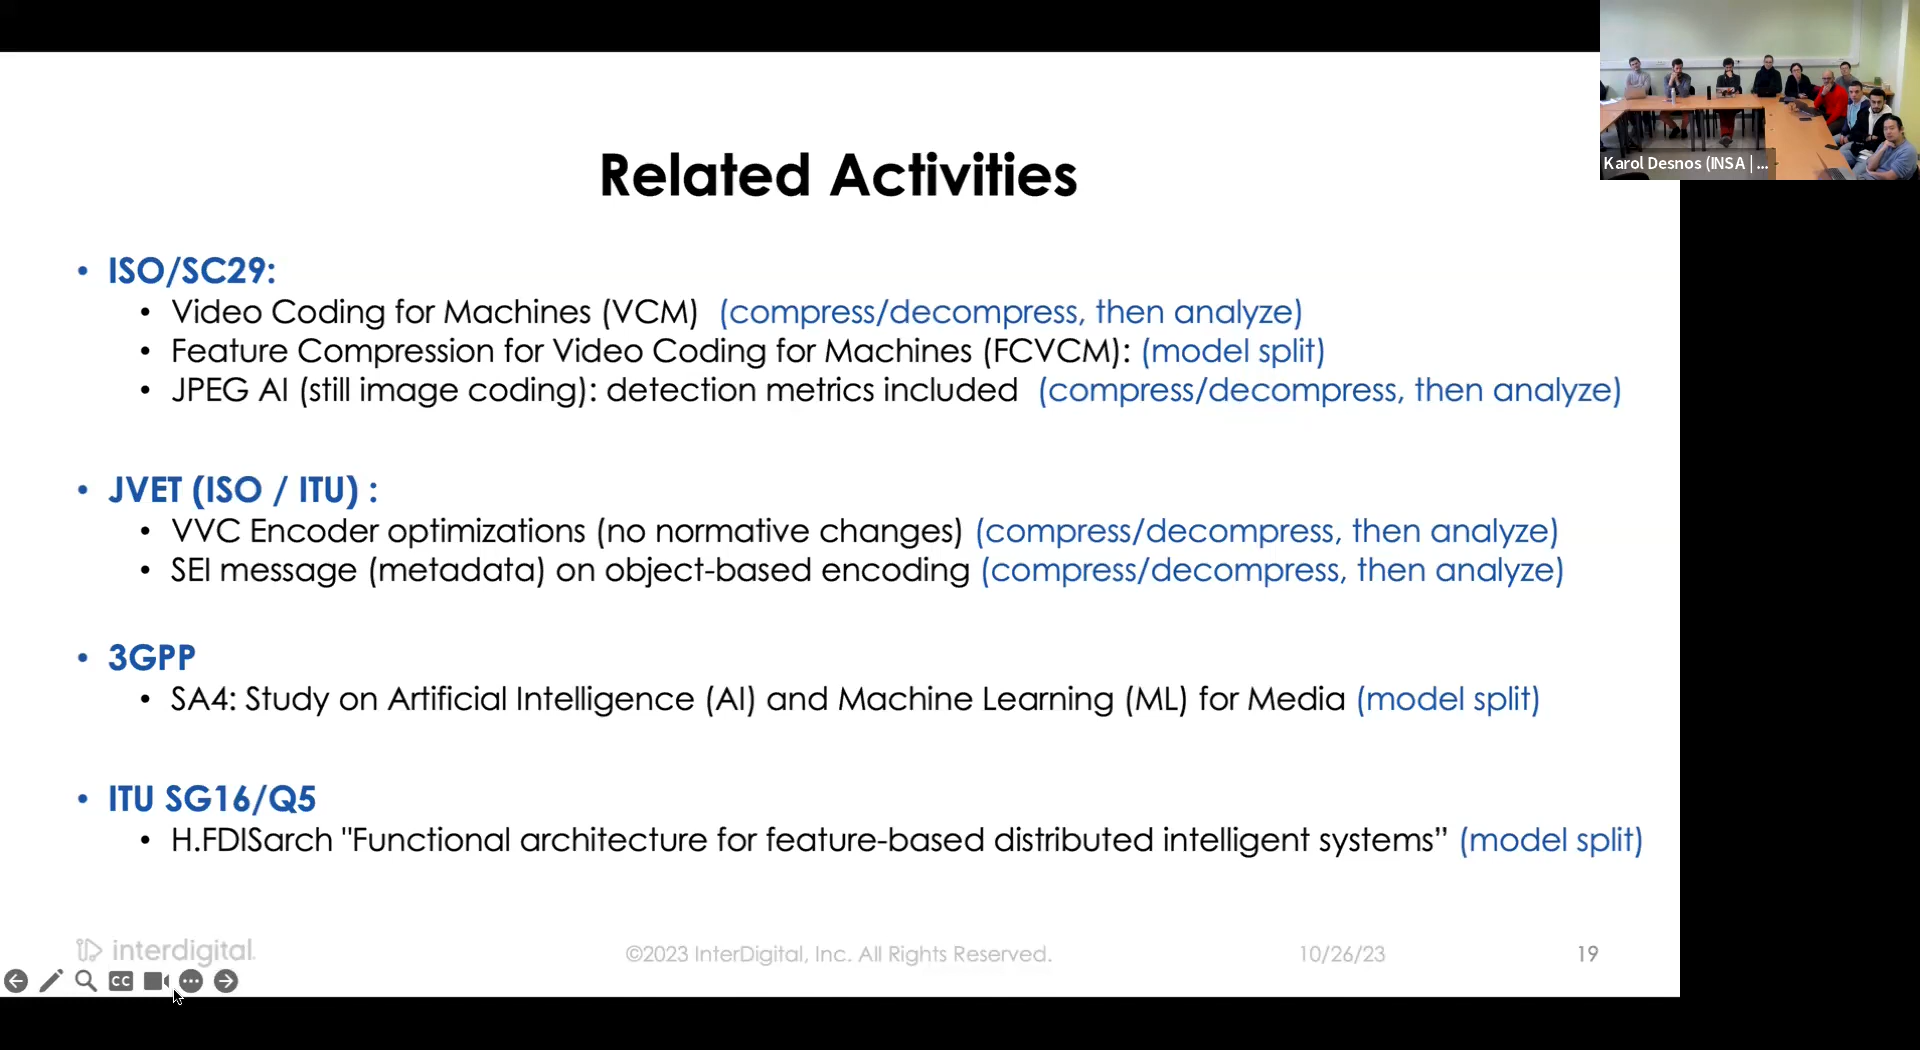 Karol Desnos (INSA | ...
Related Activities
• ISO/SC29:
• Video Coding for Machines (VCM) (compress/decompress, then analyze)
• Feature Compression for Video Coding for Machines (FCVCM): (model split)
• JPEG AI (still image coding): detection metrics included (compress/decompress, then analyze)
• JVET (ISO / ITU) :
• VVC Encoder optimizations (no normative changes) (compress/decompress, then analyze)
• SEI message (metadata) on object-based encoding (compress/decompress, then analyze)
• 3GPP
• SA4: Study on Artificial Intelligence (AI) and Machine Learning (ML) for Media (model split)
• ITU SG16/Q5
• H.FDISarch "Functional architecture for feature-based distributed intelligent systems” (model split)
interdigital.
©2023 InterDigital, Inc. All Rights Reserved.
10/26/23
19
CC